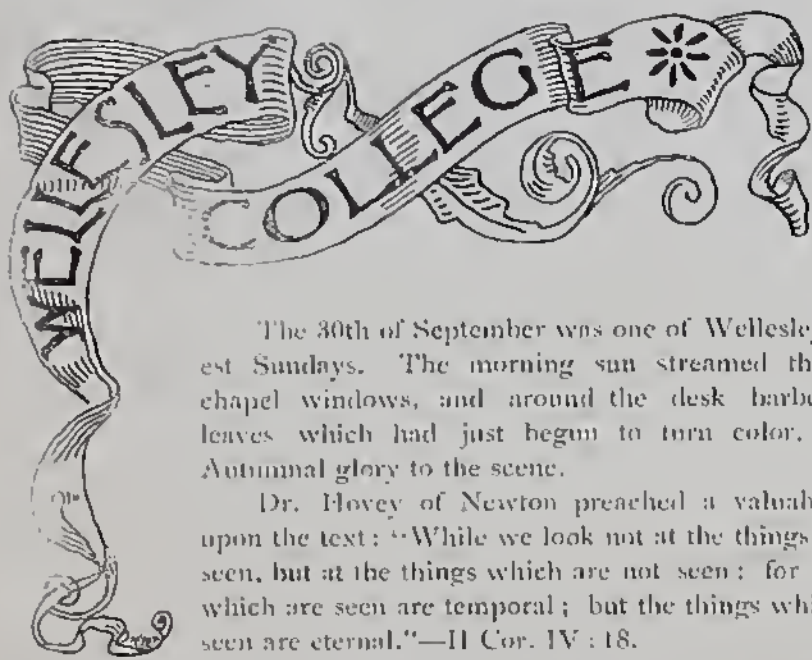 WELLESLEY
COLLEGE
The 30th of September was one of Wellesley
est Sundays. The morning sun streamed th
chapel windows, and around the desk barbe
leaves which had just begun to turn color,
Autumnal glory to the scene.
Dr. Hovey of Newton preached a valuab
upon the text: "While we look not at the things
seen, but at the things which are not seen: for
which are seen are temporal; but the things whi
seen are eternal."—II Cor. IV: 18.